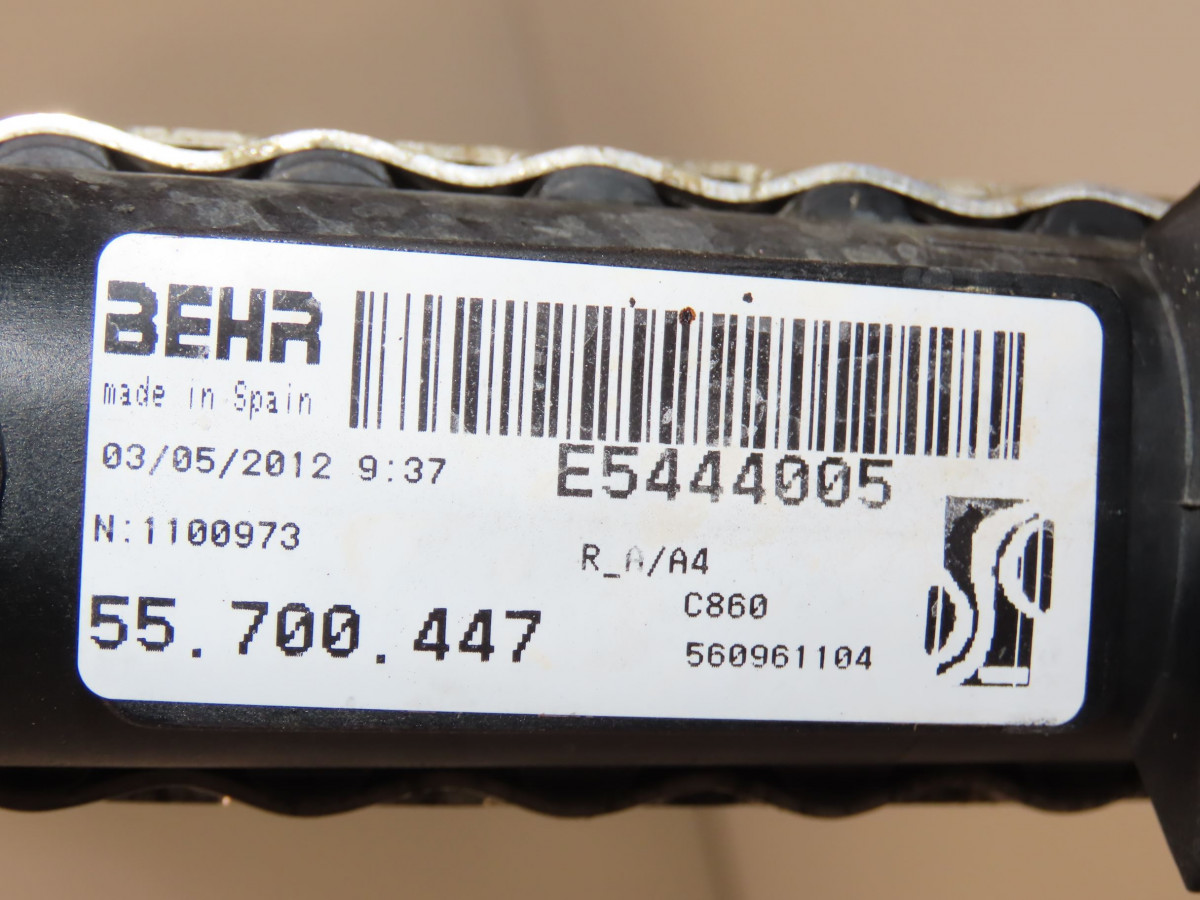 BEHR
made in Spain
03/05/2012 9:37
E5444005
N:1100973
R_A/A4
C860
55.700.447
560961104